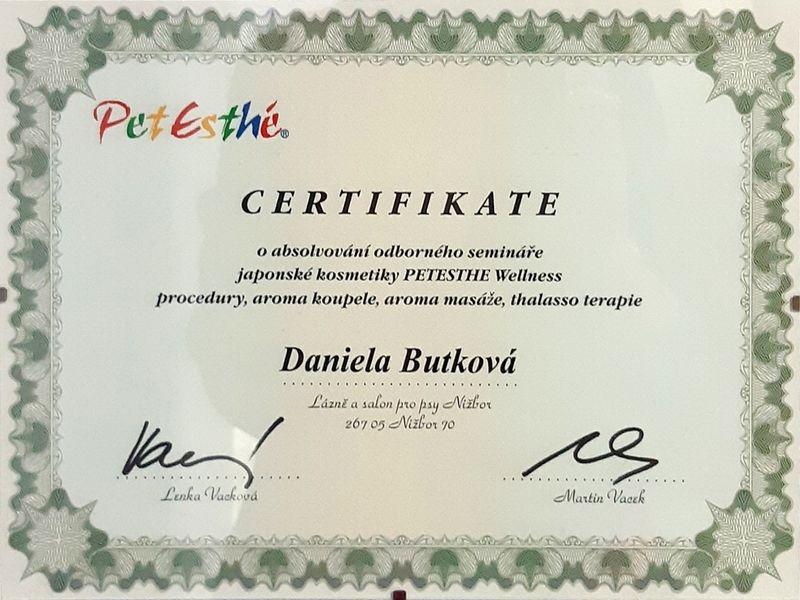 PetEsthé®
CERTIFIKATE
o absolvování odborného semináře
japonské kosmetiky PETESTHE Wellness
procedury, aroma koupele, aroma masáže, thalasso terapie
Daniela Butková
Lázně a salon pro psy Nižbor
267 05 Nižbor 70
Lenka Vacková
Martin Vacek